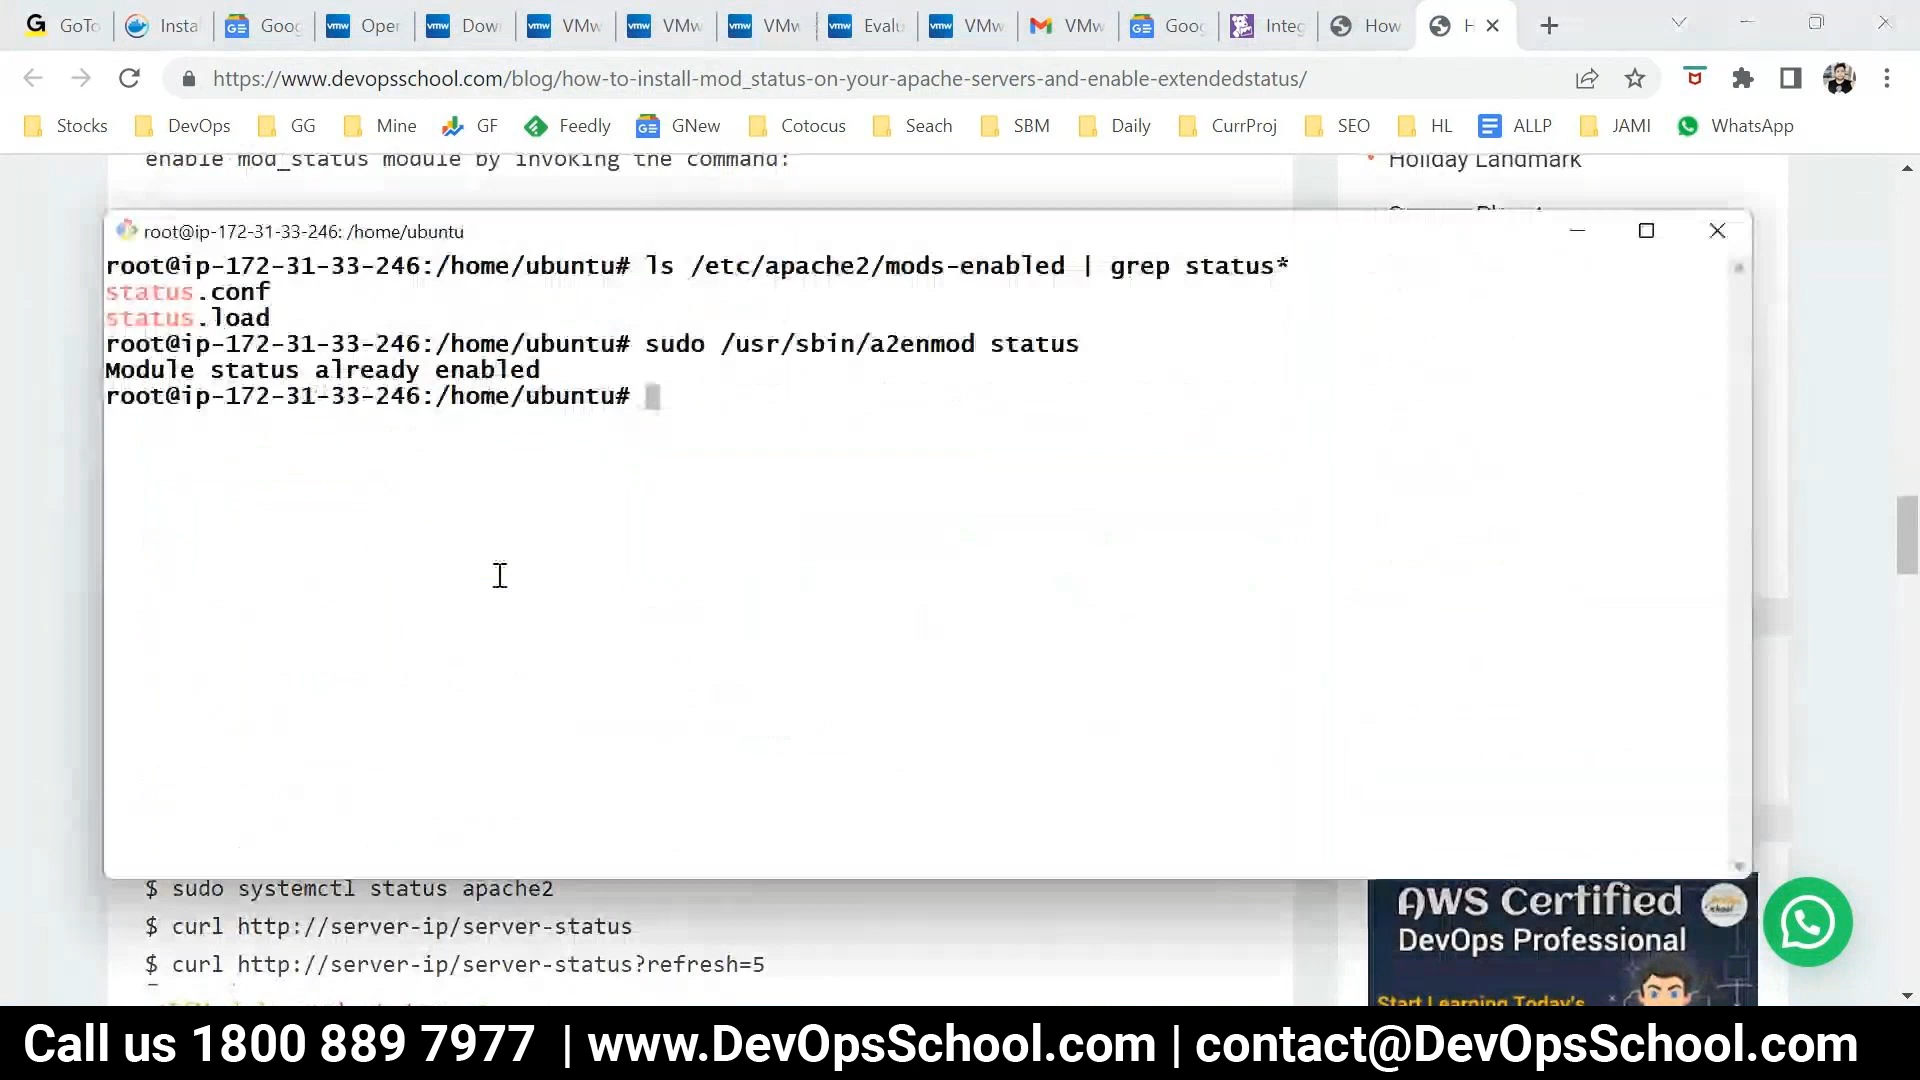 GoTo
Insta
Goog
Oper
Dow
VMw
VMw
VMw
Evalu
VMw
VMw
Goog
Integ
How
H
https://www.devopsschool.com/blog/how-to-install-mod_status-on-your-apache-servers-and-enable-extendedstatus/
Stocks
DevOps
GG
Mine
GF
Feedly
GNew
Cotocus
Seach
SBM
Daily
CurrProj
SEO
HL
ALLP
JAMI
WhatsApp
enable mod_status module by invoking the command:
Holiday Landmark
root@ip-172-31-33-246: /home/ubuntu
root@ip-172-31-33-246:/home/ubuntu# ls /etc/apache2/mods-enabled | grep status*
status.conf
status.load
root@ip-172-31-33-246:/home/ubuntu# sudo /usr/sbin/a2enmod status
Module status already enabled
root@ip-172-31-33-246:/home/ubuntu#
$ sudo systemctl status apache2
$ curl http://server-ip/server-status
$ curl http://server-ip/server-status?refresh=5
AWS Certified
DevOps Professional
Start Learning Today's
Call us 1800 889 7977 | www.DevOpsSchool.com | contact@DevOpsSchool.com